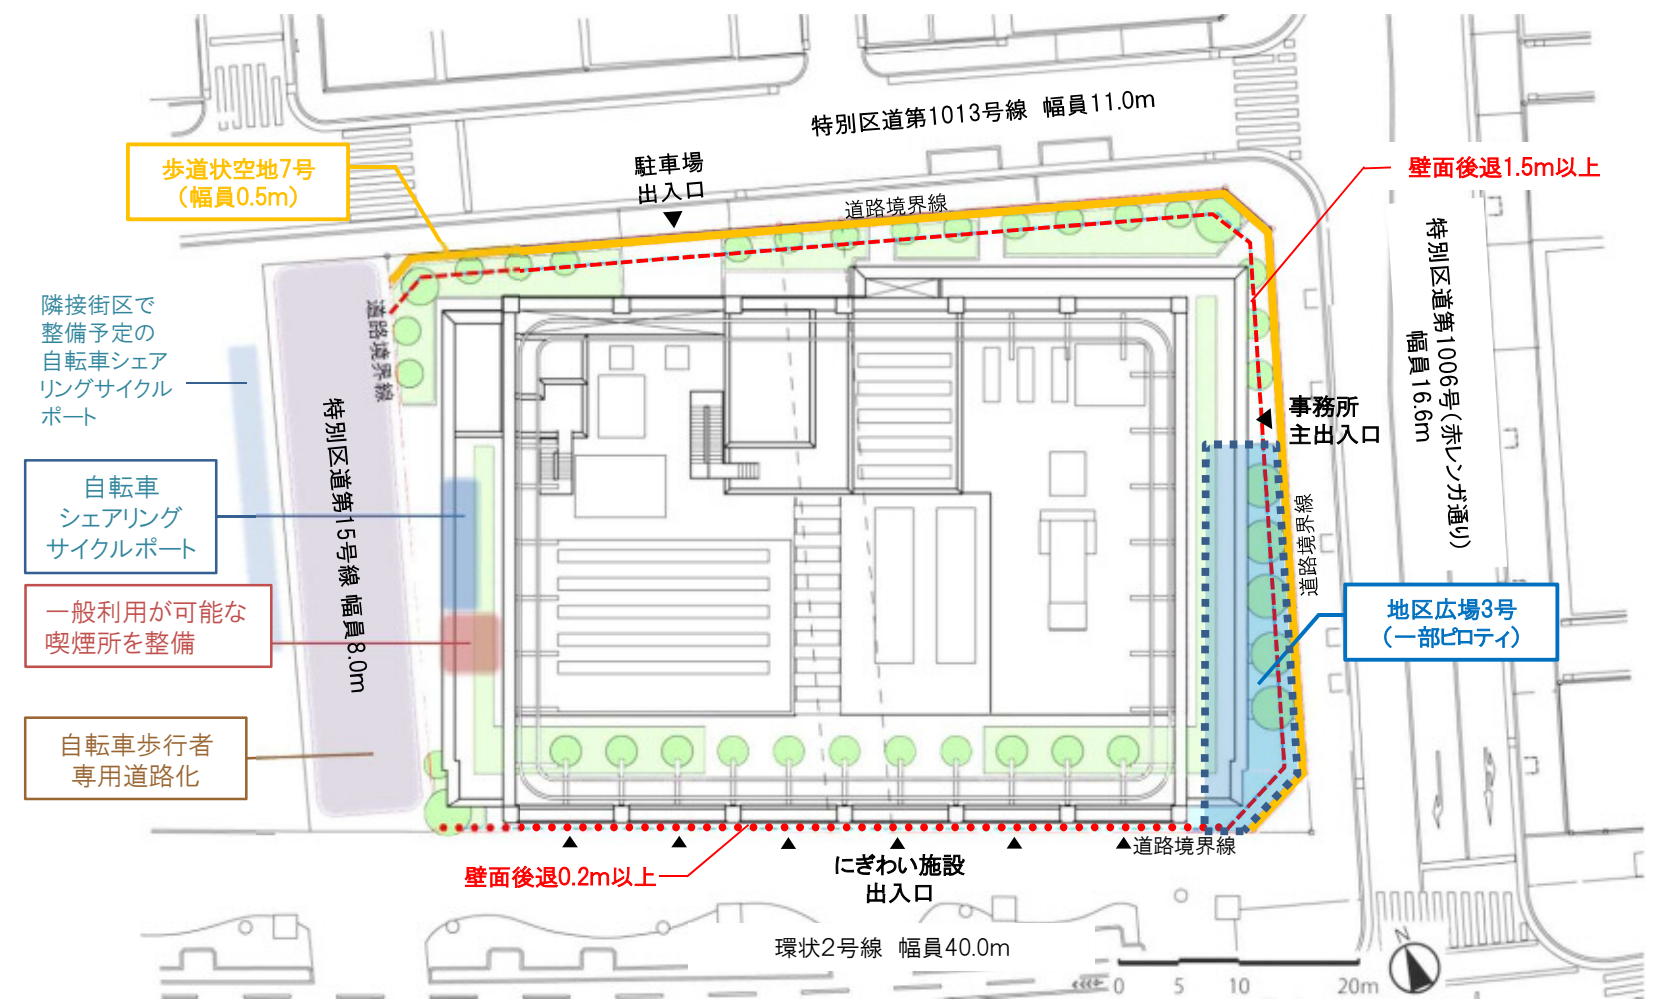 特別区道第1013号線 幅員11.0m
歩道状空地7号
（幅員0.5m）
駐車場
出入口
壁面後退1.5m以上
道路境界線
特別区道第1006号（赤レンガ通り）
幅員16.6m
隣接街区で
整備予定の
自転車シェア
リングサイクル
ポート
道路境界線
特別区道第15号線 幅員8.0m
事務所
主出入口
自転車
シェアリング
サイクルポート
道路境界線
一般利用が可能な
喫煙所を整備
地区広場3号
（一部ピロティ）
自転車歩行者
専用道路化
道路境界線
にぎわい施設
出入口
壁面後退0.2m以上
環状2号線 幅員40.0m
N
0 5 10 20m